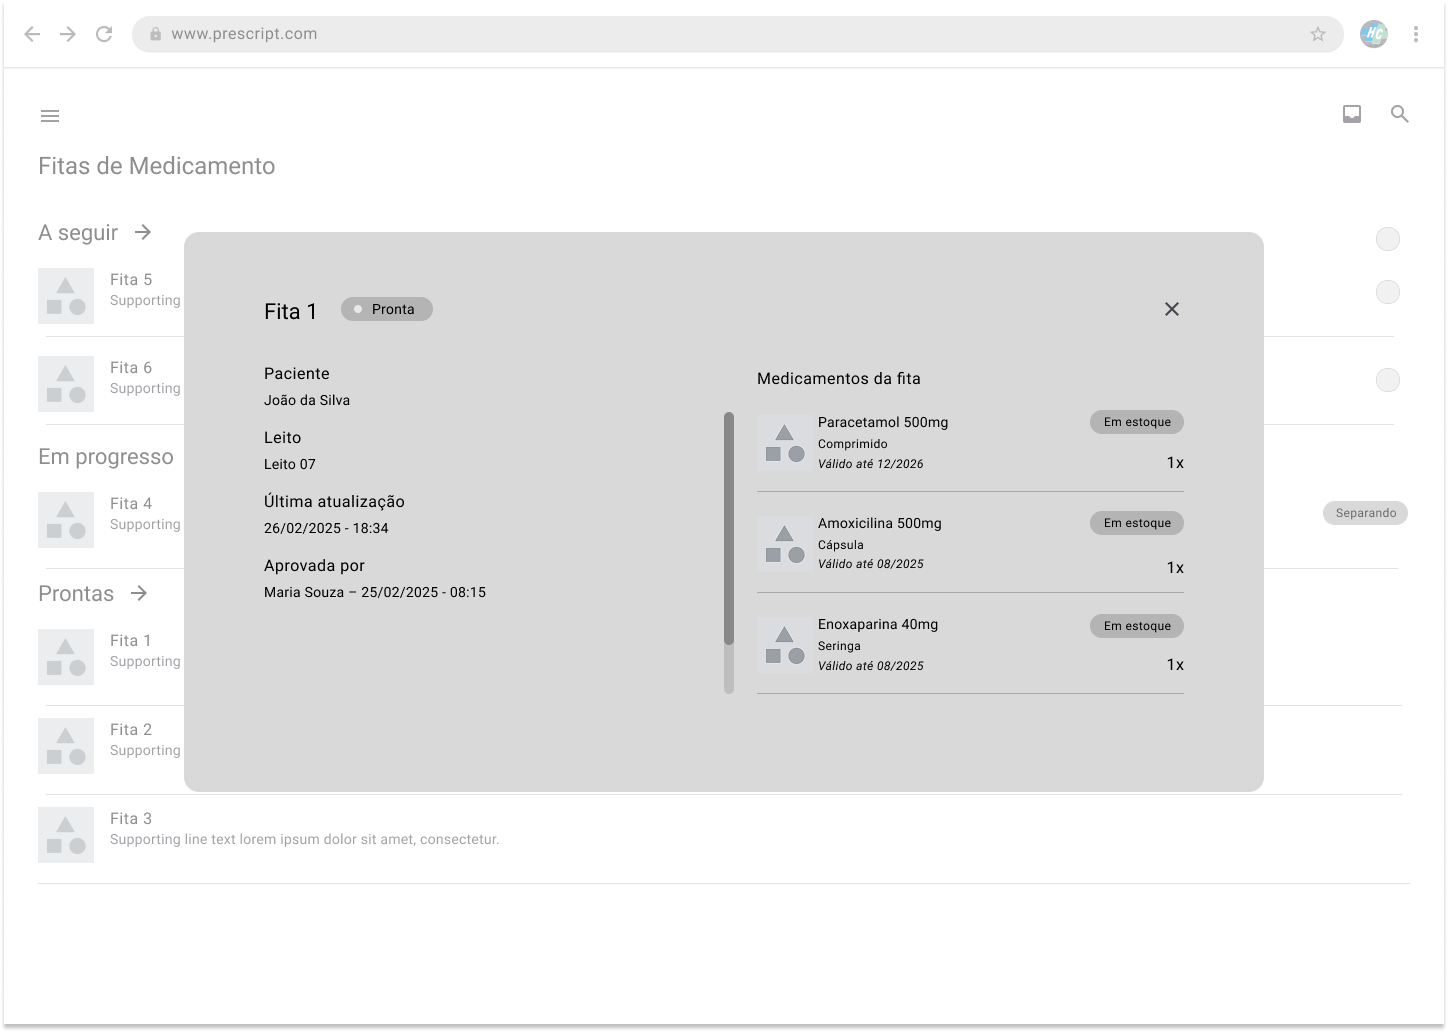 www.prescript.com
HC
Fitas de Medicamento
A seguir
Fita 5
Supporting
Fita 6
Supporting
Em progresso
Fita 4
Supporting
Separando
Prontas
Fita 1
Supporting
Fita 2
Supporting
Fita 3
Supporting line text lorem ipsum dolor sit amet, consectetur.
Fita 1
Pronta
Paciente
João da Silva
Leito
Leito 07
Última atualização
26/02/2025 - 18:34
Aprovada por
Maria Souza – 25/02/2025 - 08:15
Medicamentos da fita
Paracetamol 500mg
Em estoque
Comprimido
Válido até 12/2026
1x
Amoxicilina 500mg
Em estoque
Cápsula
Válido até 08/2025
1x
Enoxaparina 40mg
Em estoque
Seringa
Válido até 08/2025
1x